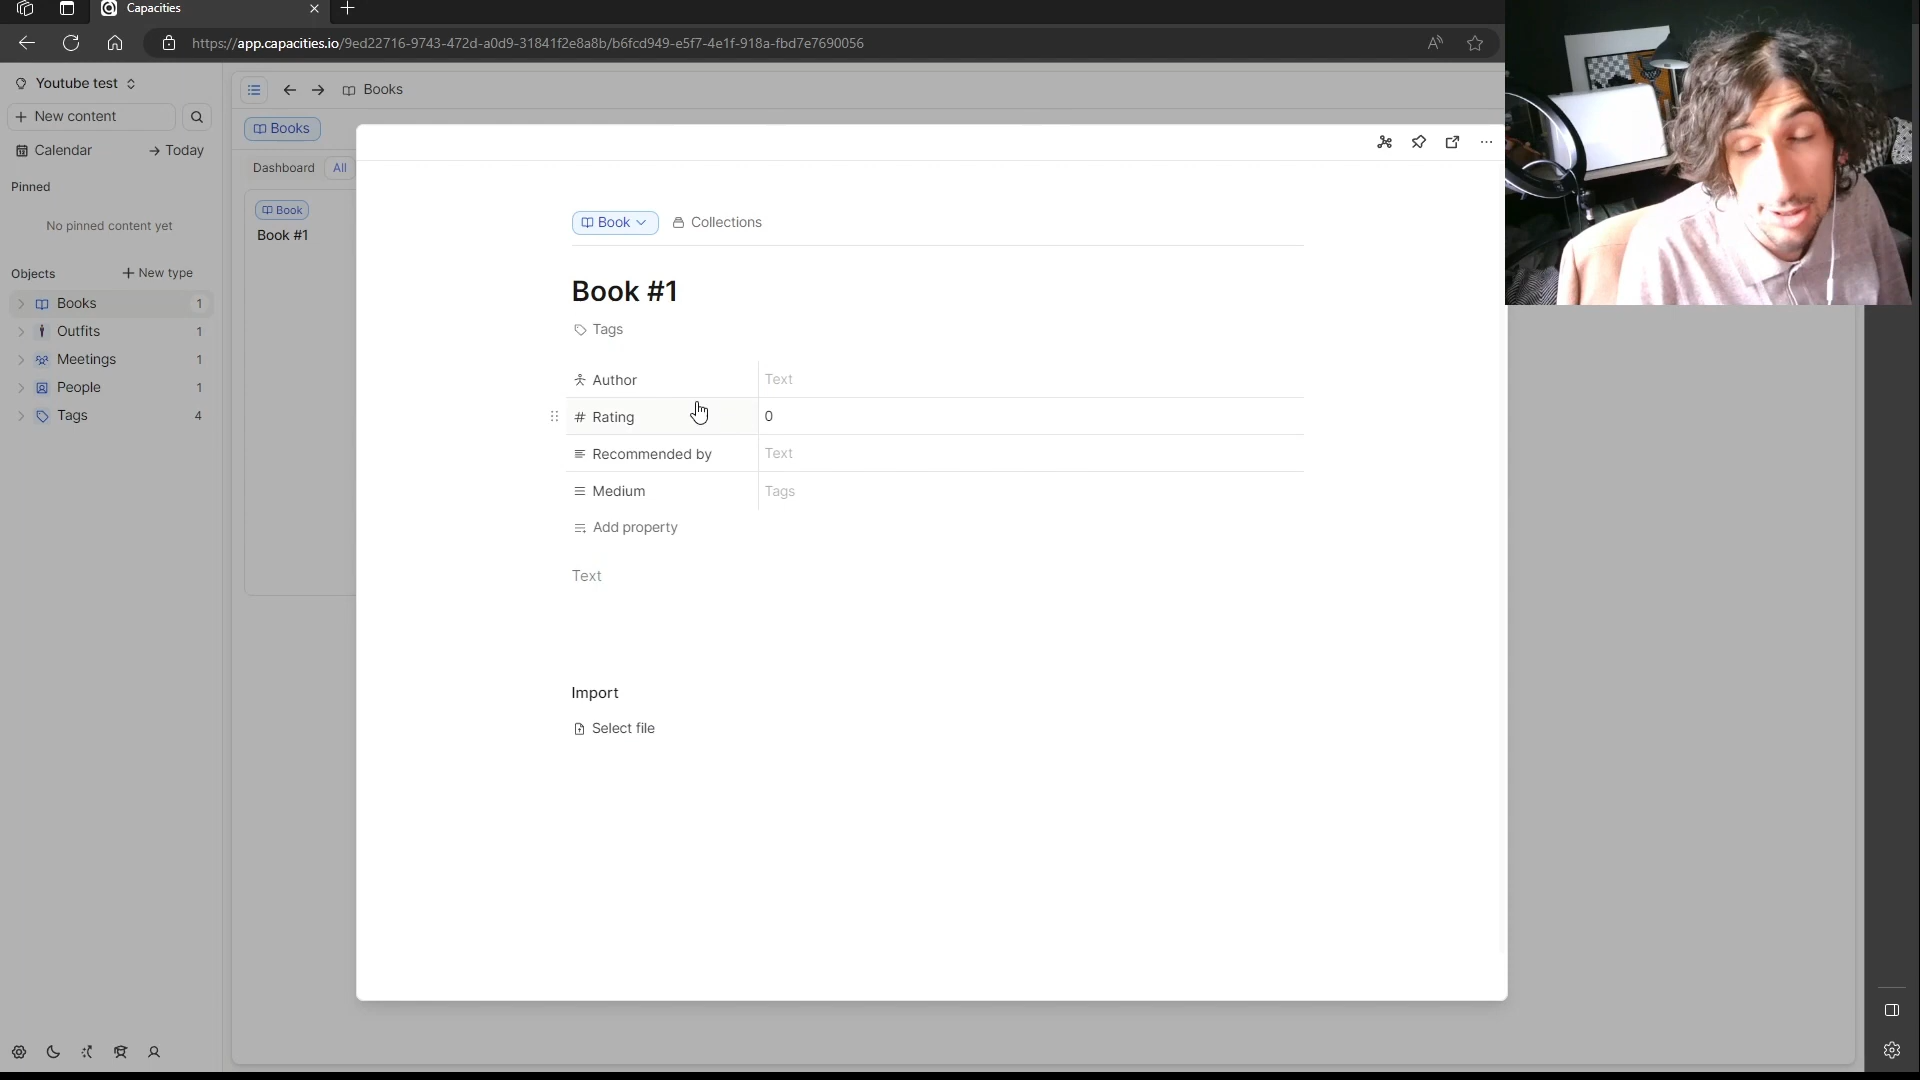 Capacities
https://app.capacities.io/9ed22716-9743-472d-a0d9-31841f2e8a8b/b6fcd949-e5f7-4e1f-918a-fbd7e7690056
Youtube test
New content
Calendar
Today
Pinned
No pinned content yet
Objects
New type
Books 1
Outfits 1
Meetings 1
People 1
Tags 4
Books
Books
Dashboard
All
Book
Book #1
Book
Collections
Book #1
Tags
Author Text
# Rating 0
Recommended by Text
Medium Tags
Add property
Text
Import
Select file